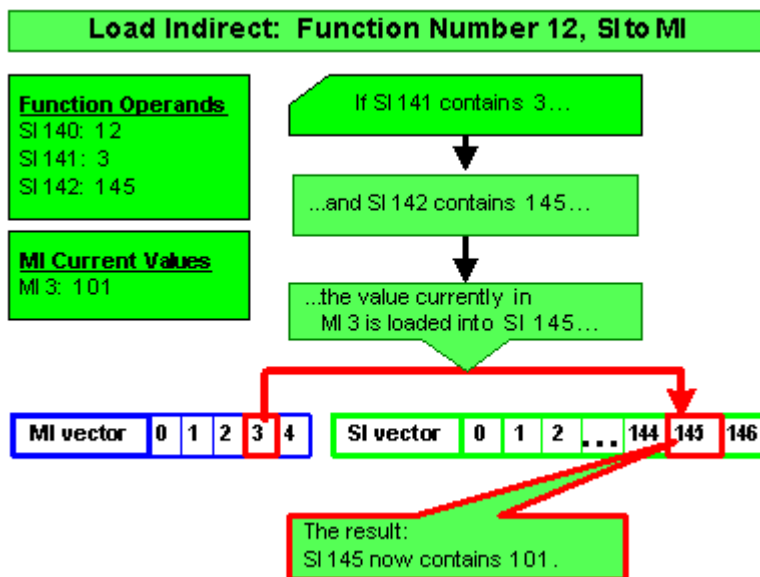 Load Indirect: Function Number 12, SI to MI
Function Operands
SI 140: 12
SI 141: 3
SI 142: 145
MI Current Values
MI 3: 101
If SI 141 contains 3...
...and SI 142 contains 145...
...the value currently in
MI 3 is loaded into SI 145...
MI vector 0 1 2 3 4
SI vector 0 1 2 ... 144 145 146
The result:
SI 145 now contains 101.